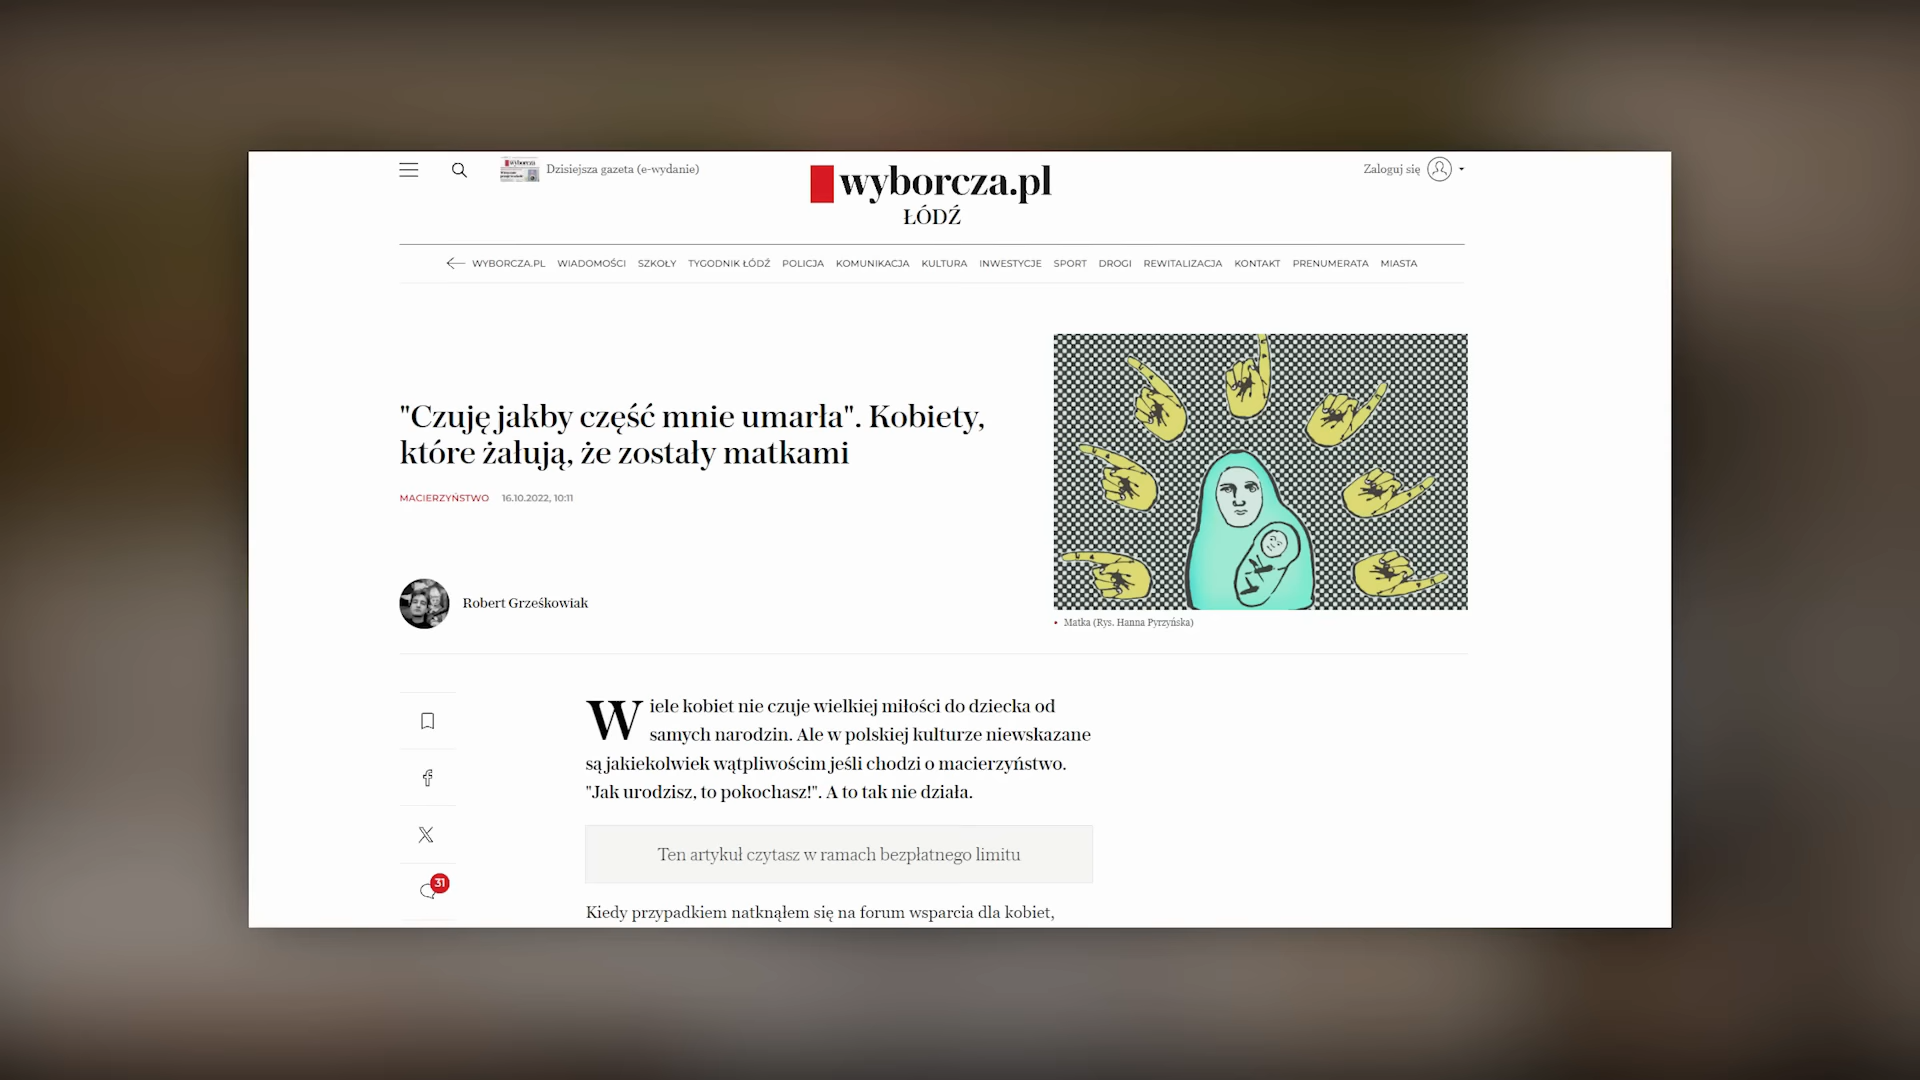 Dzisiejsza gazeta (e-wydanie)
wyborcza.pl
ŁÓDŹ
Zaloguj się
WYBORCZA.PL WIADOMOŚCI SZKOŁY TYGODNIK ŁÓDŹ POLICJA KOMUNIKACJA KULTURA INWESTYCJE SPORT DROGI REWITALIZACJA KONTAKT PRENUMERATA MIASTA
"Czuję jakby część mnie umarła". Kobiety,
które żałują, że zostały matkami
MACIERZYŃSTWO 16.10.2022, 10:11
Robert Grześkowiak
• Matka (Rys. Hanna Pyrzyńska)
Wiele kobiet nie czuje wielkiej miłości do dziecka od
samych narodzin. Ale w polskiej kulturze niewskazane
są jakiekolwiek wątpliwościm jeśli chodzi o macierzyństwo.
"Jak urodzisz, to pokochasz!". A to tak nie działa.
31
Ten artykuł czytasz w ramach bezpłatnego limitu
Kiedy przypadkiem natknąłem się na forum wsparcia dla kobiet,